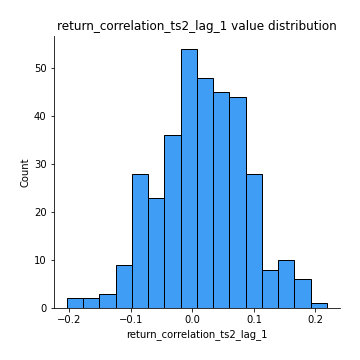 return_correlation_ts2_lag_1 value distribution
50
40
30
20
10
0
Count
−0.2 −0.1 0.0 0.1 0.2
return_correlation_ts2_lag_1